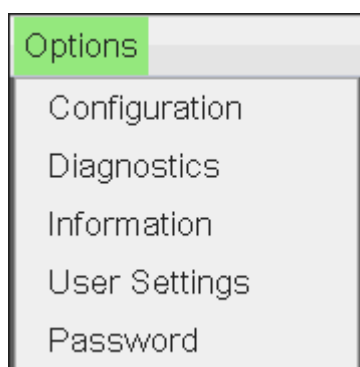 Options
Configuration
Diagnostics
Information
User Settings
Password